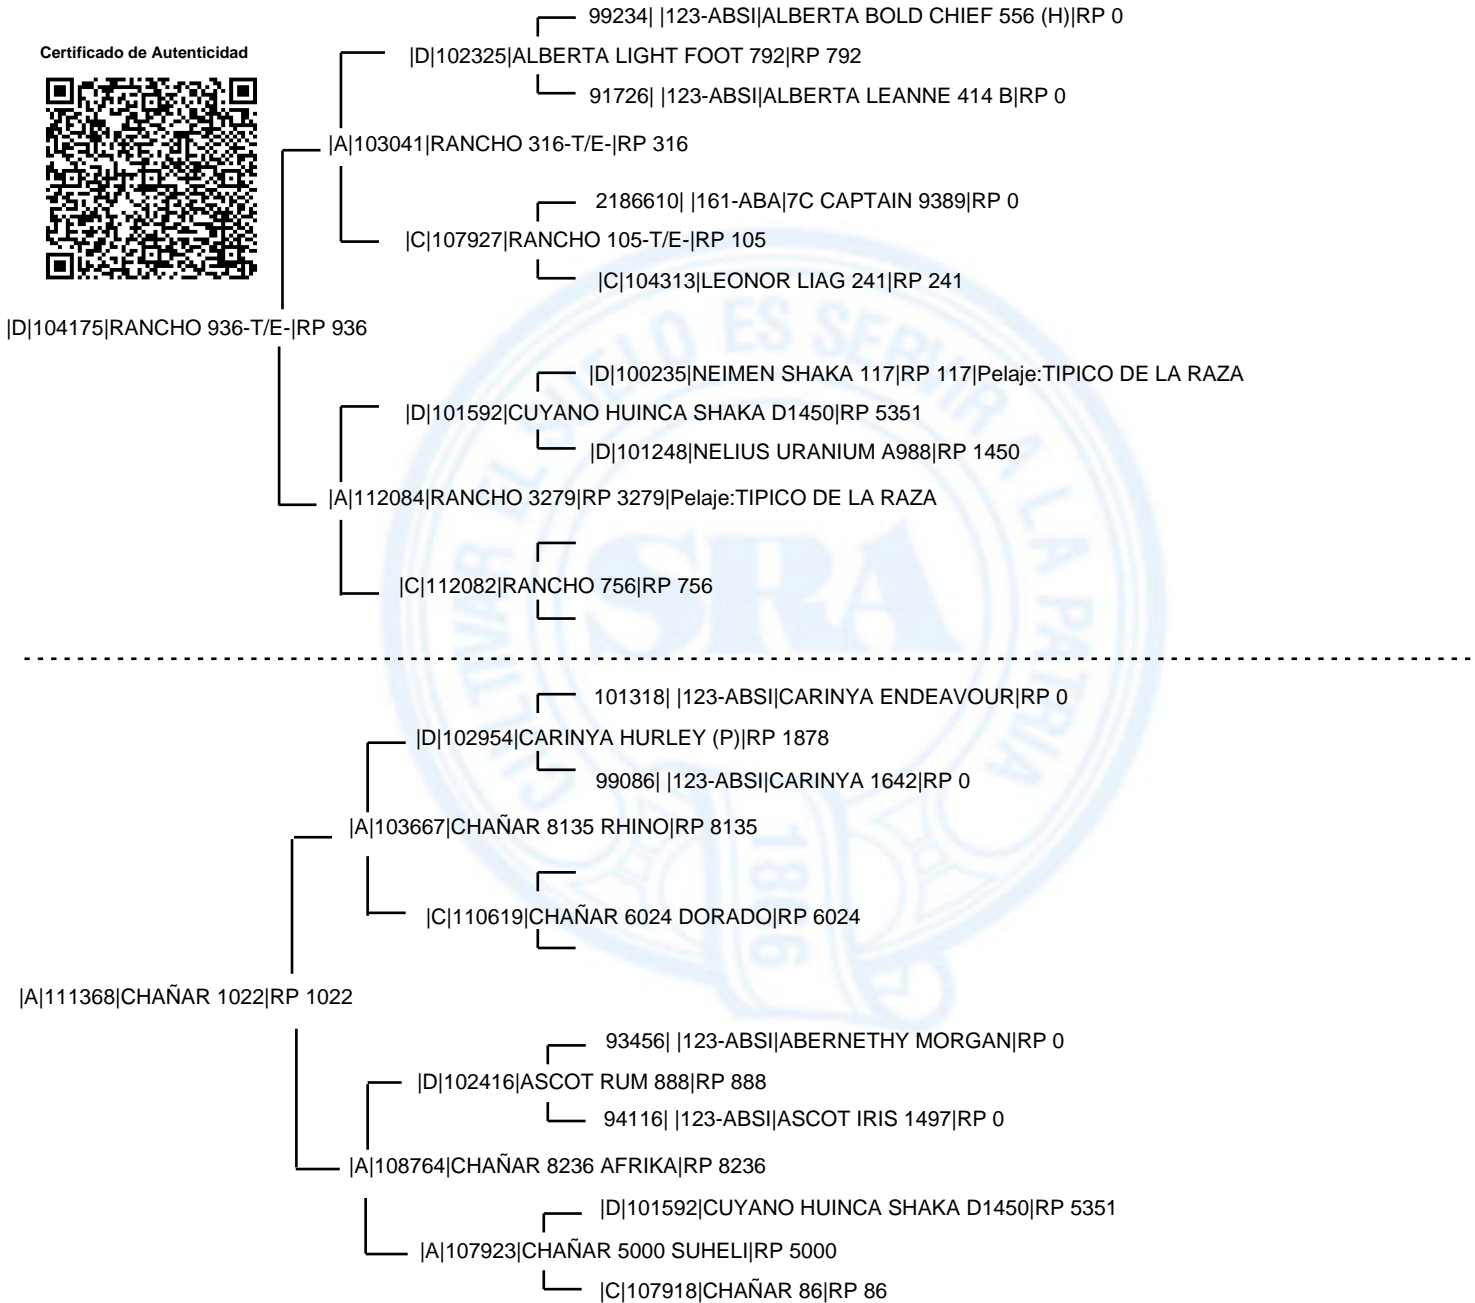 99234| |123-ABSI|ALBERTA BOLD CHIEF 556 (H)|RP 0
Certificado de Autenticidad
|D|102325|ALBERTA LIGHT FOOT 792|RP 792
91726| |123-ABSI|ALBERTA LEANNE 414 B|RP 0
|A|103041|RANCHO 316-T/E-|RP 316
2186610| |161-ABA|7C CAPTAIN 9389|RP 0
|C|107927|RANCHO 105-T/E-|RP 105
|C|104313|LEONOR LIAG 241|RP 241
|D|104175|RANCHO 936-T/E-|RP 936
|D|100235|NEIMEN SHAKA 117|RP 117|Pelaje:TIPICO DE LA RAZA
|D|101592|CUYANO HUINCA SHAKA D1450|RP 5351
|D|101248|NELIUS URANIUM A988|RP 1450
|A|112084|RANCHO 3279|RP 3279|Pelaje:TIPICO DE LA RAZA
|C|112082|RANCHO 756|RP 756
CULTIVAR EL SUELO ES SERVIR A LA PATRIA
SRA
1866
101318| |123-ABSI|CARINYA ENDEAVOUR|RP 0
|D|102954|CARINYA HURLEY (P)|RP 1878
99086| |123-ABSI|CARINYA 1642|RP 0
|A|103667|CHAÑAR 8135 RHINO|RP 8135
|C|110619|CHAÑAR 6024 DORADO|RP 6024
|A|111368|CHAÑAR 1022|RP 1022
93456| |123-ABSI|ABERNETHY MORGAN|RP 0
|D|102416|ASCOT RUM 888|RP 888
94116| |123-ABSI|ASCOT IRIS 1497|RP 0
|A|108764|CHAÑAR 8236 AFRIKA|RP 8236
|D|101592|CUYANO HUINCA SHAKA D1450|RP 5351
|A|107923|CHAÑAR 5000 SUHELI|RP 5000
|C|107918|CHAÑAR 86|RP 86